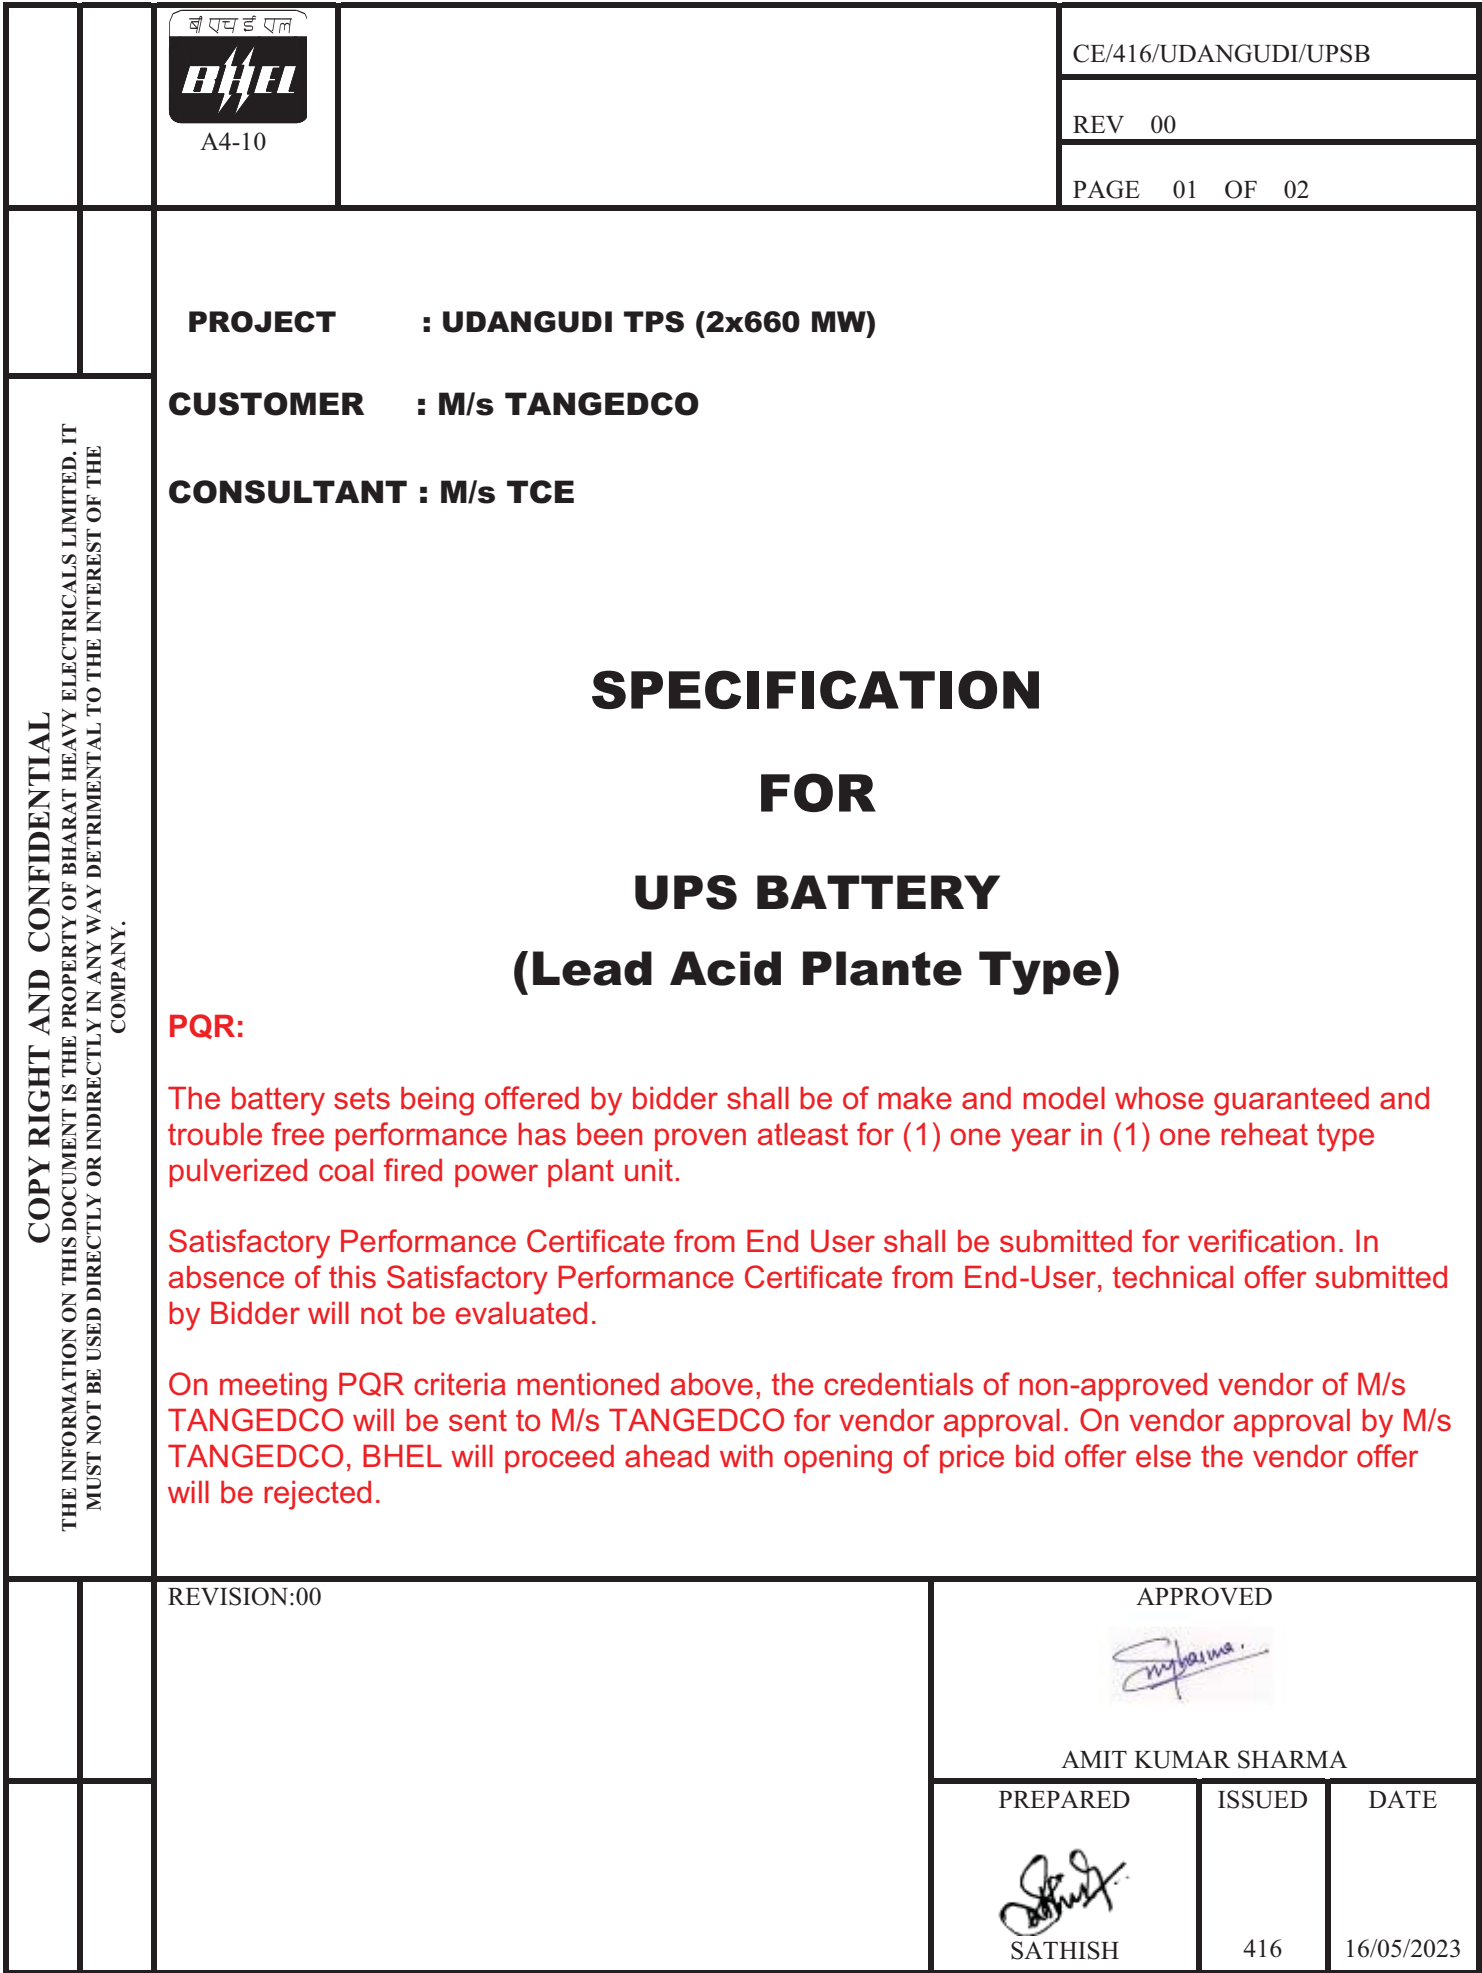 बी एच ई एल
BHEL
A4-10
CE/416/UDANGUDI/UPSB
REV 00
PAGE 01 OF 02
PROJECT : UDANGUDI TPS (2x660 MW)
CUSTOMER : M/s TANGEDCO
CONSULTANT : M/s TCE
SPECIFICATION
FOR
UPS BATTERY
(Lead Acid Plante Type)
PQR:
The battery sets being offered by bidder shall be of make and model whose guaranteed and
trouble free performance has been proven atleast for (1) one year in (1) one reheat type
pulverized coal fired power plant unit.
Satisfactory Performance Certificate from End User shall be submitted for verification. In
absence of this Satisfactory Performance Certificate from End-User, technical offer submitted
by Bidder will not be evaluated.
On meeting PQR criteria mentioned above, the credentials of non-approved vendor of M/s
TANGEDCO will be sent to M/s TANGEDCO for vendor approval. On vendor approval by M/s
TANGEDCO, BHEL will proceed ahead with opening of price bid offer else the vendor offer
will be rejected.
COPY RIGHT AND CONFIDENTIAL
THE INFORMATION ON THIS DOCUMENT IS THE PROPERTY OF BHARAT HEAVY ELECTRICALS LIMITED. IT
MUST NOT BE USED DIRECTLY OR INDIRECTLY IN ANY WAY DETRIMENTAL TO THE INTEREST OF THE
COMPANY.
REVISION:00
APPROVED
AMIT KUMAR SHARMA
PREPARED ISSUED DATE
SATHISH 416 16/05/2023